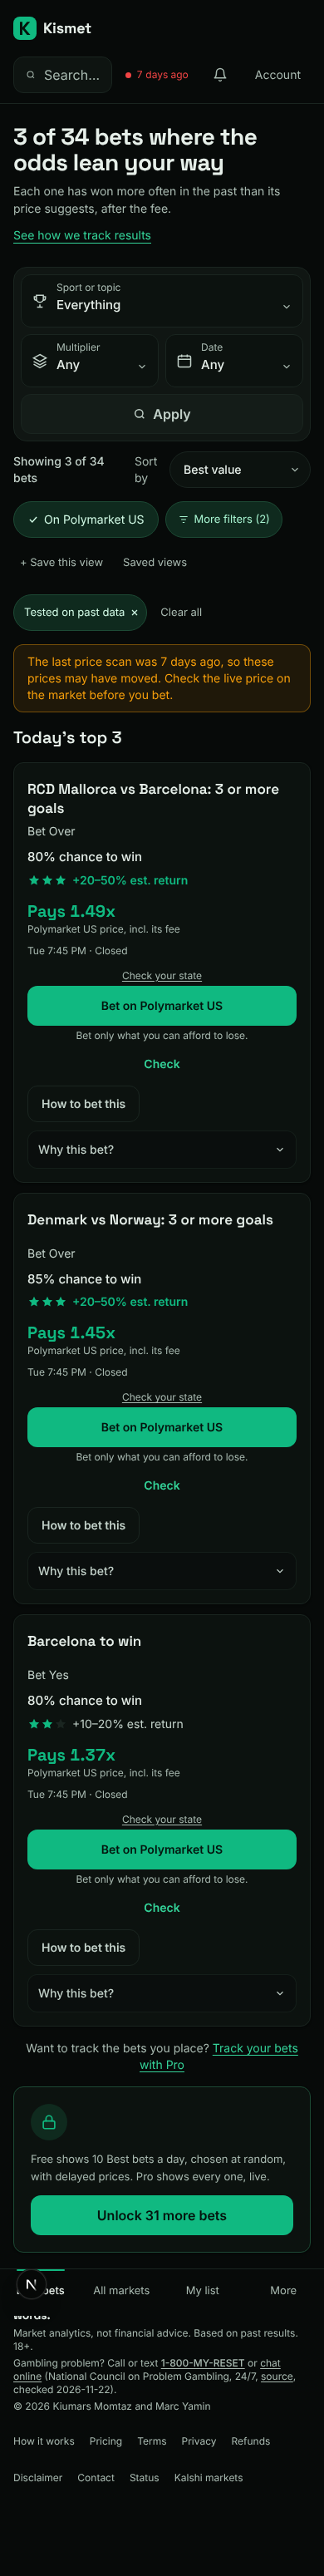 K Kismet
Search...
7 days ago
Account
3 of 34 bets where the
odds lean your way
Each one has won more often in the past than its
price suggests, after the fee.
See how we track results
Sport or topic
Everything
Multiplier
Any
Date
Any
Apply
Showing 3 of 34
bets
Sort
by
Best value
On Polymarket US
More filters (2)
+ Save this view
Saved views
Tested on past data ×
Clear all
The last price scan was 7 days ago, so these
prices may have moved. Check the live price on
the market before you bet.
Today's top 3
RCD Mallorca vs Barcelona: 3 or more
goals
Bet Over
80% chance to win
+20–50% est. return
Pays 1.49x
Polymarket US price, incl. its fee
Tue 7:45 PM · Closed
Check your state
Bet on Polymarket US
Bet only what you can afford to lose.
Check
How to bet this
Why this bet?
Denmark vs Norway: 3 or more goals
Bet Over
85% chance to win
+20–50% est. return
Pays 1.45x
Polymarket US price, incl. its fee
Tue 7:45 PM · Closed
Check your state
Bet on Polymarket US
Bet only what you can afford to lose.
Check
How to bet this
Why this bet?
Barcelona to win
Bet Yes
80% chance to win
+10–20% est. return
Pays 1.37x
Polymarket US price, incl. its fee
Tue 7:45 PM · Closed
Check your state
Bet on Polymarket US
Bet only what you can afford to lose.
Check
How to bet this
Why this bet?
Want to track the bets you place? Track your bets
with Pro
Free shows 10 Best bets a day, chosen at random,
with delayed prices. Pro shows every one, live.
Unlock 31 more bets
N
bets
All markets
My list
More
words.
Market analytics, not financial advice. Based on past results.
18+.
Gambling problem? Call or text 1-800-MY-RESET or chat
online (National Council on Problem Gambling, 24/7, source,
checked 2026-11-22).
© 2026 Kiumars Momtaz and Marc Yamin
How it works
Pricing
Terms
Privacy
Refunds
Disclaimer
Contact
Status
Kalshi markets